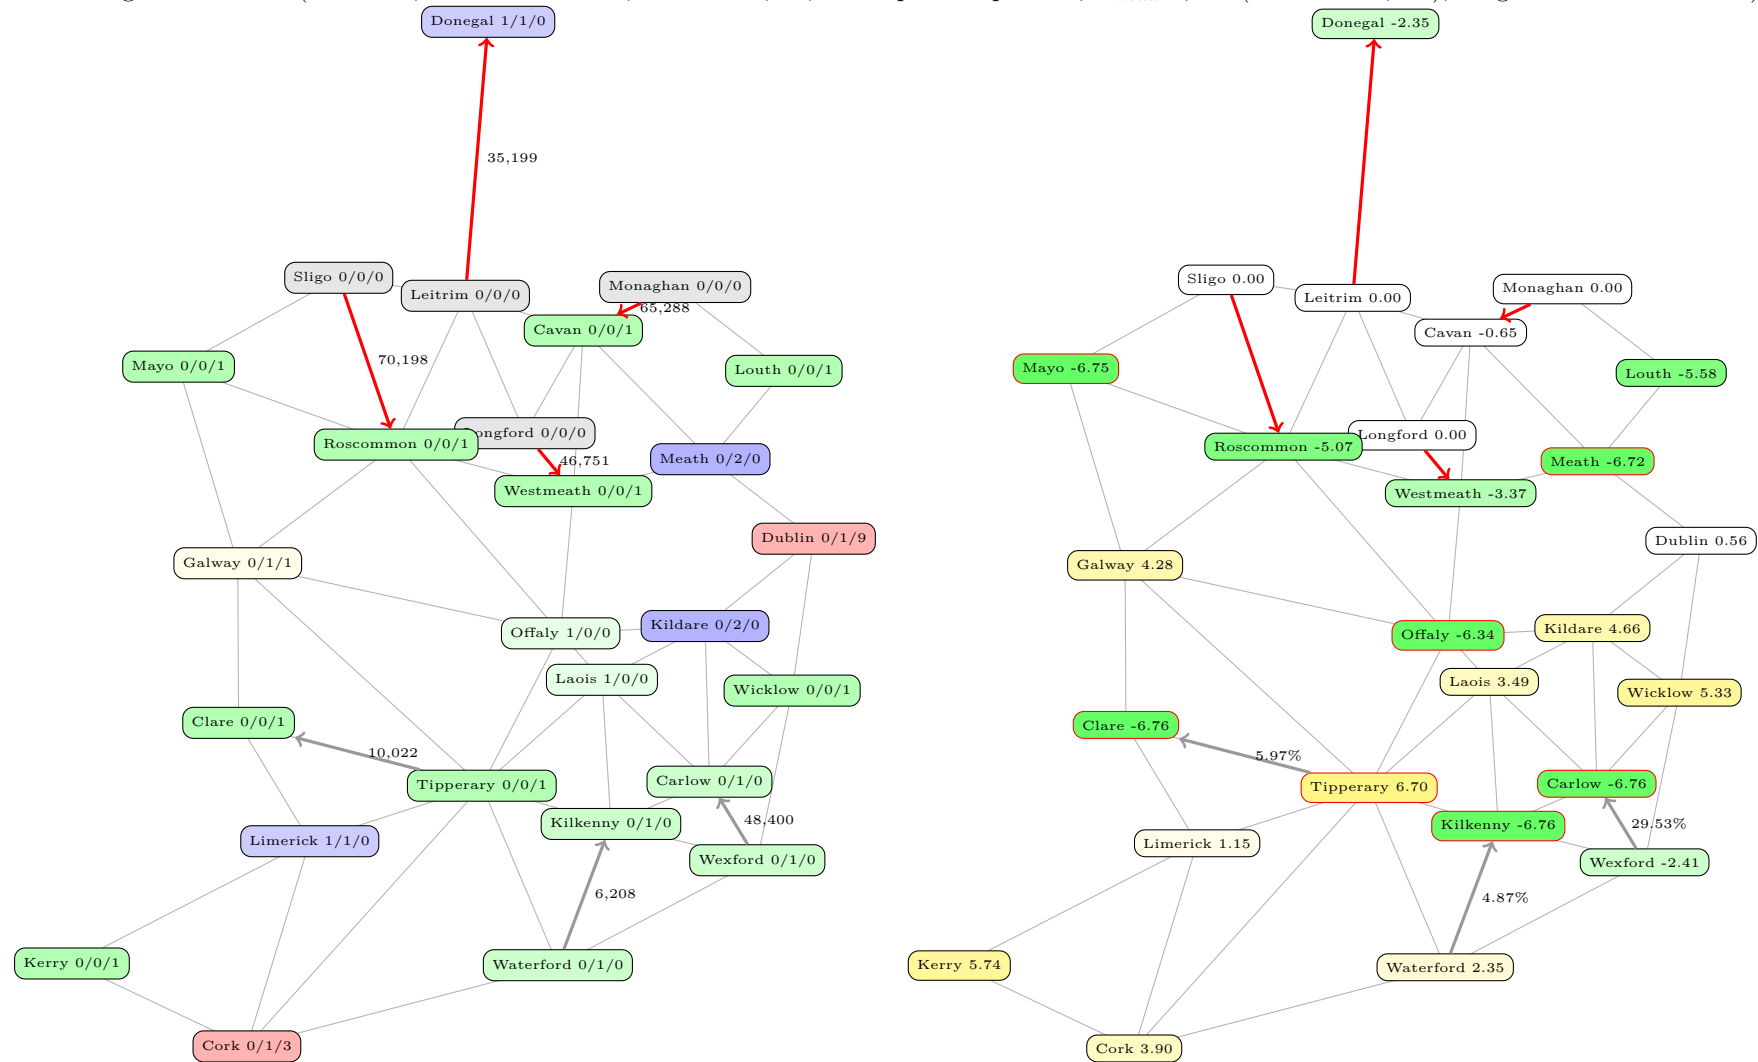 Donegal 1/1/0
35,199
Sligo 0/0/0
Leitrim 0/0/0
Monaghan 0/0/0
65,288
Cavan 0/0/1
Mayo 0/0/1
70,198
Louth 0/0/1
Roscommon 0/0/1
Longford 0/0/0
46,751
Meath 0/2/0
Westmeath 0/0/1
Dublin 0/1/9
Galway 0/1/1
Offaly 1/0/0
Kildare 0/2/0
Laois 1/0/0
Wicklow 0/0/1
Clare 0/0/1
10,022
Tipperary 0/0/1
Carlow 0/1/0
Kilkenny 0/1/0
48,400
Limerick 1/1/0
Wexford 0/1/0
6,208
Kerry 0/0/1
Waterford 0/1/0
Cork 0/1/3
Donegal -2.35
Sligo 0.00
Leitrim 0.00
Monaghan 0.00
Cavan -0.65
Mayo -6.75
Louth -5.58
Roscommon -5.07
Longford 0.00
Meath -6.72
Westmeath -3.37
Dublin 0.56
Galway 4.28
Offaly -6.34
Kildare 4.66
Laois 3.49
Wicklow 5.33
Clare -6.76
5.97%
Tipperary 6.70
Carlow -6.76
Kilkenny -6.76
29.53%
Limerick 1.15
Wexford -2.41
4.87%
Kerry 5.74
Waterford 2.35
Cork 3.90